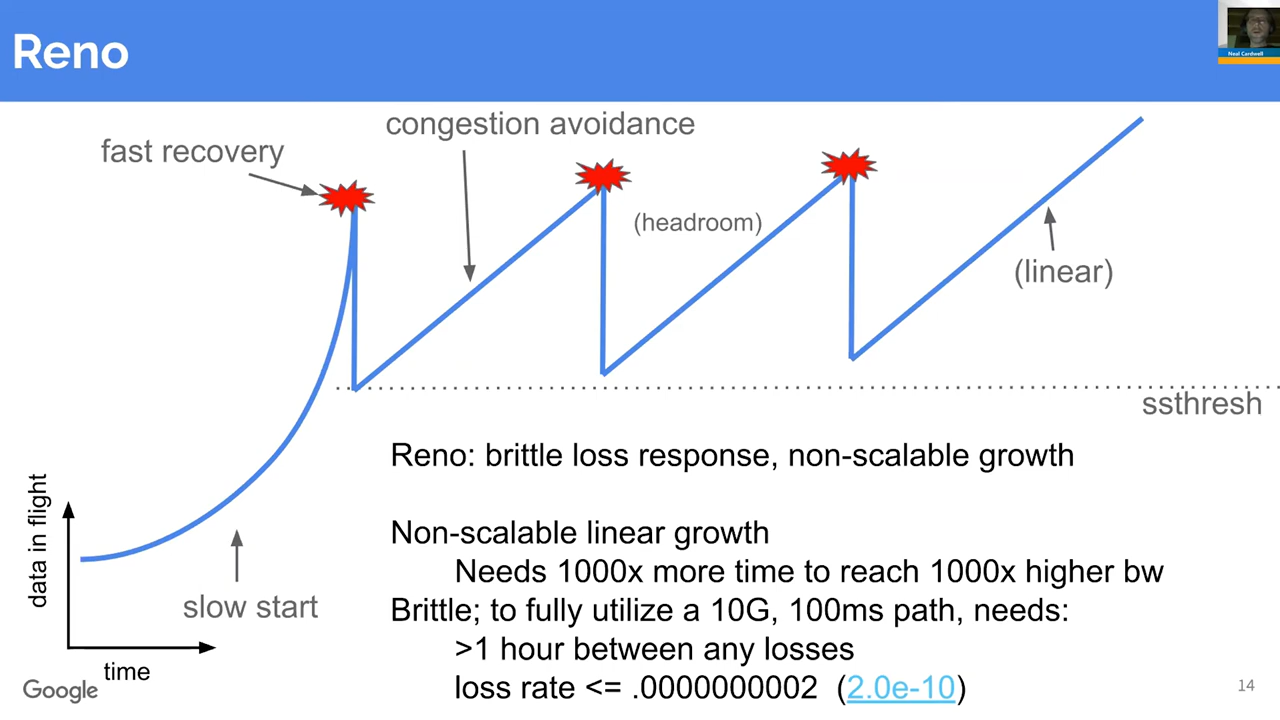 Reno
Neal Cardwell
congestion avoidance
fast recovery
(headroom)
(linear)
ssthresh
data in flight
slow start
time
Reno: brittle loss response, non-scalable growth
Non-scalable linear growth
Needs 1000x more time to reach 1000x higher bw
Brittle; to fully utilize a 10G, 100ms path, needs:
>1 hour between any losses
loss rate <= .0000000002 (2.0e-10)
Google
14